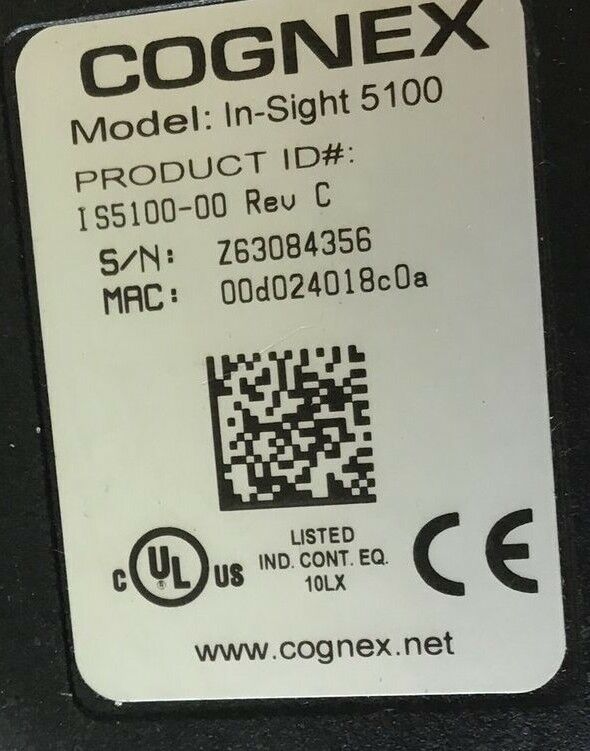 COGNEX
Model: In-Sight 5100
PRODUCT ID#:
IS5100-00 Rev C
S/N: Z63084356
MAC: 00d024018c0a
C UL ® US
LISTED
IND. CONT. EQ.
10LX
CE
www.cognex.net